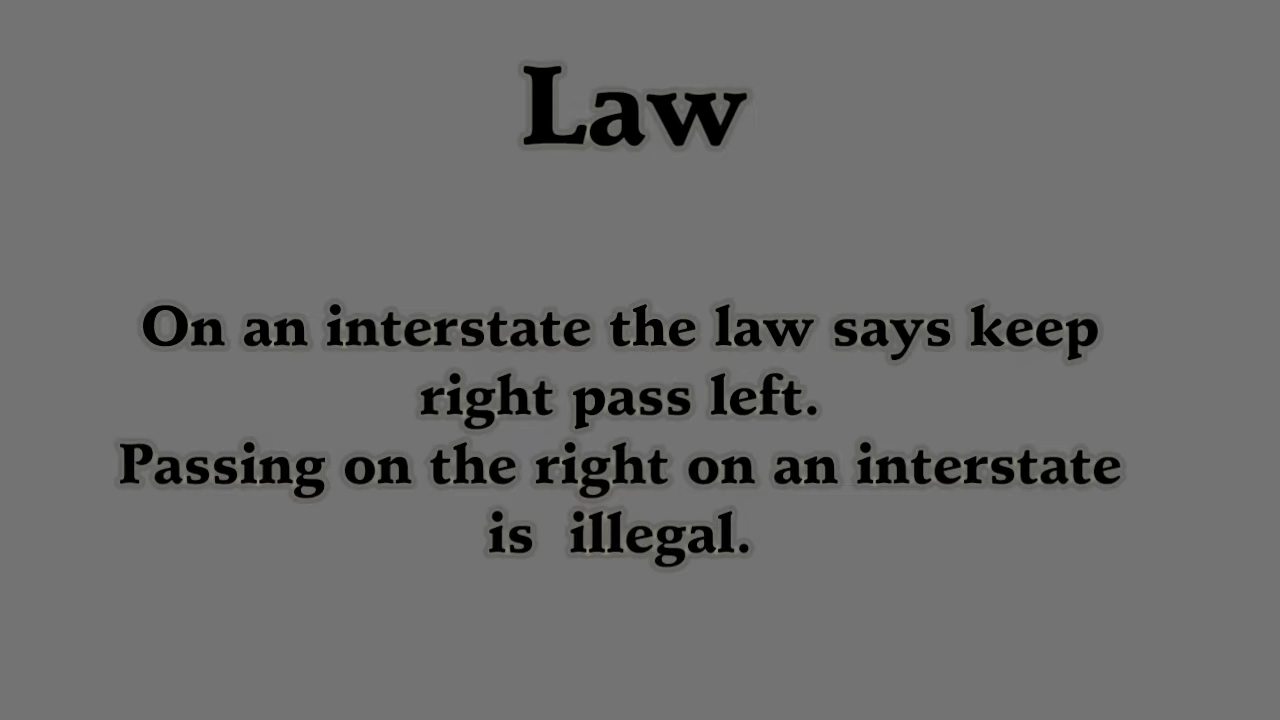 Law
On an interstate the law says keep
right pass left.
Passing on the right on an interstate
is  illegal.